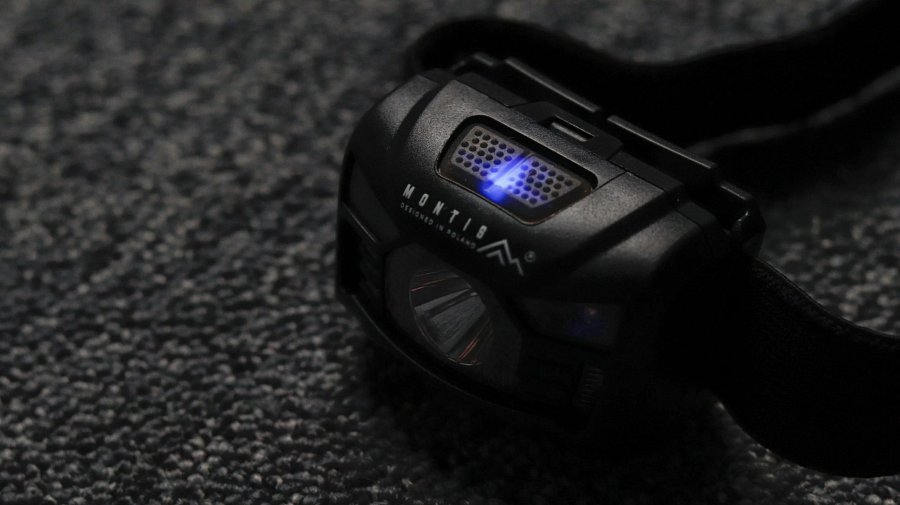 MONTIS
DESIGNED IN POLAND
®